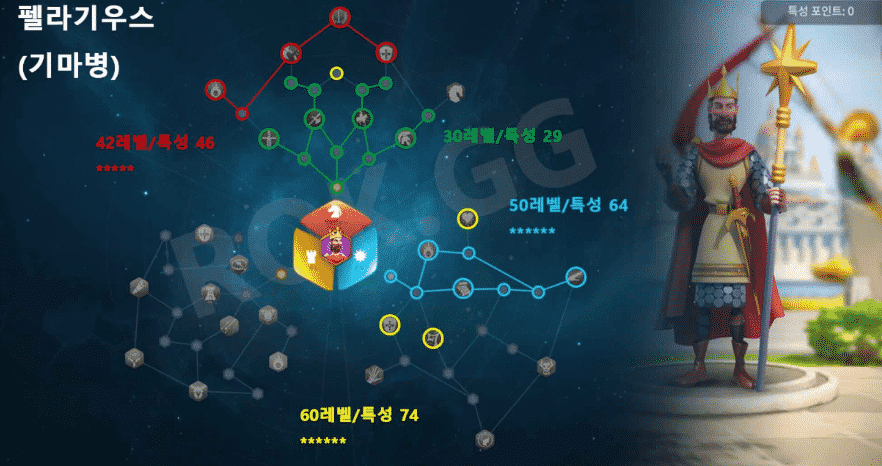 펠라기우스
(기마병)
특성 포인트: 0
42레벨/특성 46
*****
30레벨/특성 29
50레벨/특성 64
******
60레벨/특성 74
******
ROK.GG